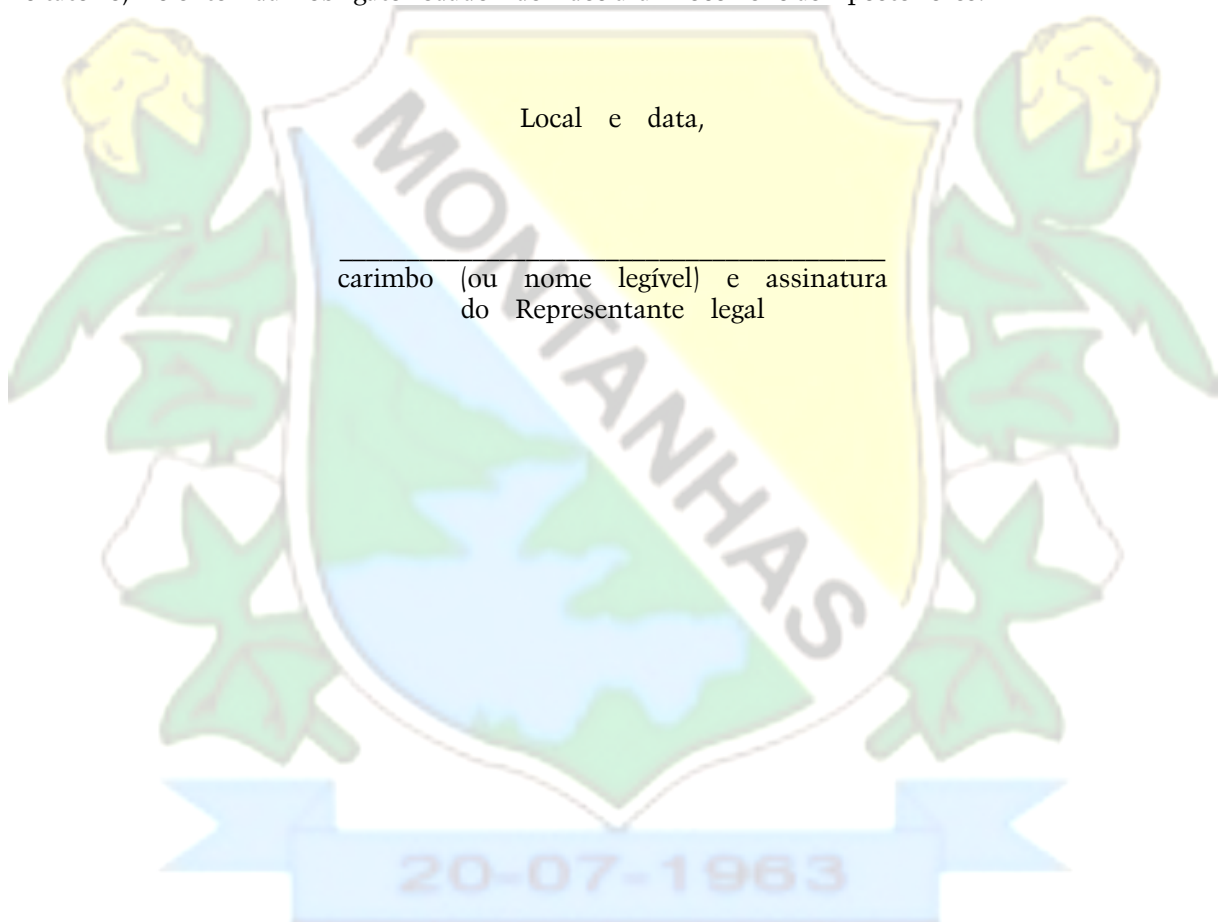 Local e data,
carimbo (ou nome legível) e assinatura
do Representante legal
MONTANHAS
20-07-1963